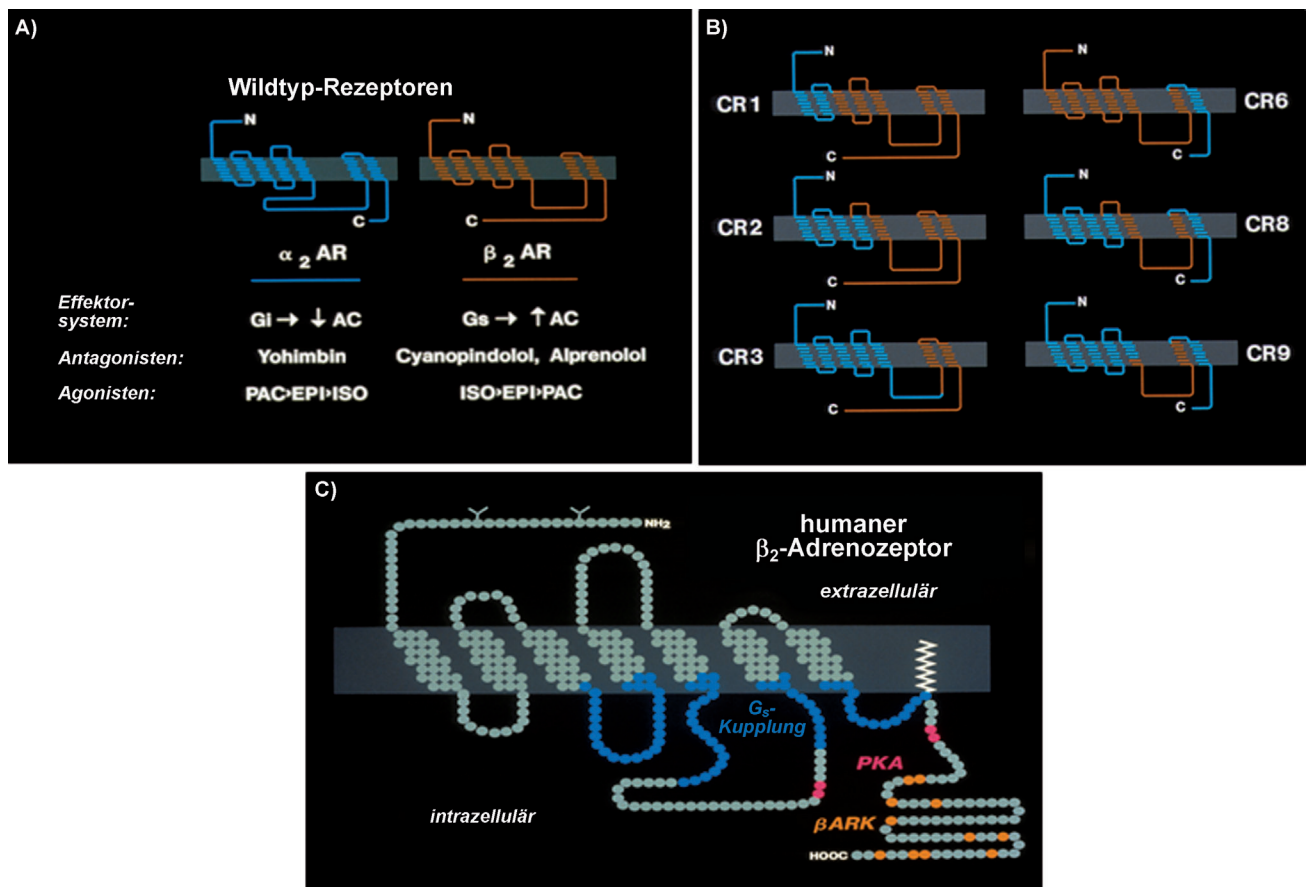 A)
Wildtyp-Rezeptoren
N
N
C
C
α₂ AR
β₂ AR
Effektor-
system:
Gi → ↓ AC
Gs → ↑ AC
Antagonisten:
Yohimbin
Cyanopindolol, Alprenolol
Agonisten:
PAC>EPI>ISO
ISO>EPI>PAC
B)
CR1
N
C
CR2
N
C
CR3
N
C
N
C
CR6
N
C
CR8
N
C
CR9
C)
humaner
β₂-Adrenozeptor
NH₂
extrazellulär
Gₛ-
Kupplung
PKA
intrazellulär
βARK
HOOC